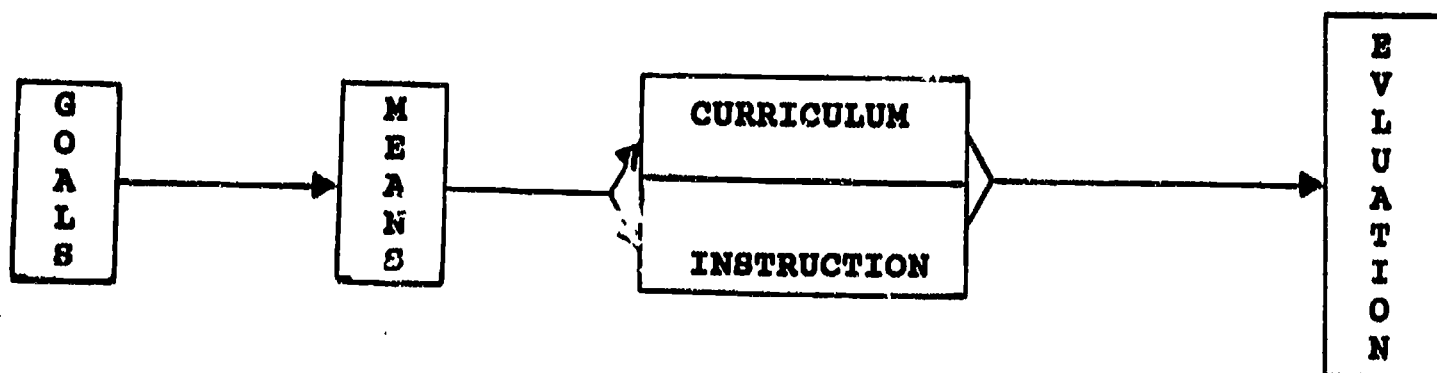 GOALS
MEANS
CURRICULUM
INSTRUCTION
EVLUATION